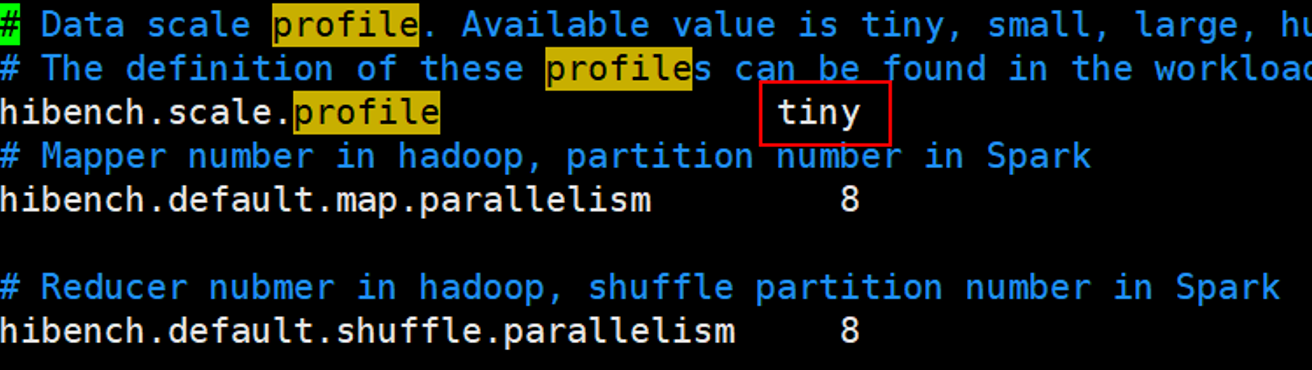 # Data scale profile. Available value is tiny, small, large,
# The definition of these profiles can be found in the
hibench.scale.profile tiny
# Mapper number in hadoop, partition number in Spark
hibench.default.map.parallelism 8
# Reducer nubmer in hadoop, shuffle partition number in Spark
hibench.default.shuffle.parallelism 8